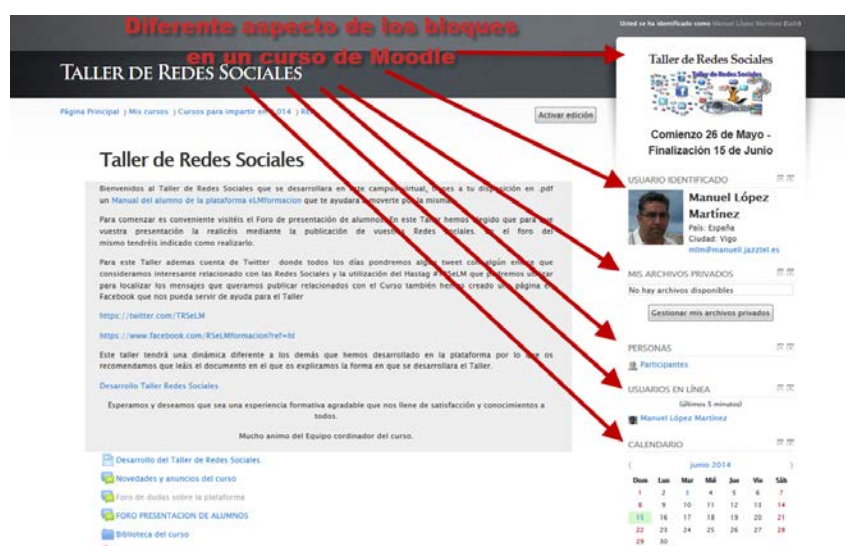 Diferente aspecto de los bloques
en un curso de Moodle
Usted se ha identificado como Manuel López Martínez
TALLER DE REDES SOCIALES
Página Principal Mis cursos Cursos para impartir en
Activar edición
Taller de Redes Sociales
Taller de Redes Sociales
Comienzo 26 de Mayo -
Finalización 15 de Junio
Taller de Redes Sociales
Bienvenidos al Taller de Redes Sociales que se desarrollara en este campus virtual, tienes a tu disposición en .pdf
un Manual del alumno de la plataforma eLMformacion que te ayudara a moverte por la misma
Para comenzar es conveniente visitéis el Foro de presentación de alumnos. En este Taller hemos elegido que para que
vuestra presentación la realicéis mediante la publicación de vuestras Redes Sociales. En el foro del
mismo tendréis indicado como realizarlo.
Para este Taller ademas cuenta de Twitter donde todos los días pondremos algún tweet con algún enlace que
consideramos interesante relacionado con las Redes Sociales y la utilización del Hastag #TRSeLM que podremos utilizar
para localizar los mensajes que queramos publicar relacionados con el Curso también hemos creado una página en
Facebook que nos pueda servir de ayuda para el Taller
https://twitter.com/TRSeLM
https://www.facebook.com/RSeLMformacion?ref=hl
Este taller tendrá una dinámica diferente a los demás que hemos desarrollado en la plataforma por lo que os
recomendamos que leáis el documento en el que os explicamos la forma en que se desarrollara el Taller.
Desarrollo Taller Redes Sociales
Esperamos y deseamos que sea una esperiencia formativa agradable que nos llene de satisfacción y conocimientos a
todos.
Mucho animo del Equipo cordinador del curso.
Desarrollo del Taller de Redes Sociales.
Novedades y anuncios del curso
Foro de dudas sobre la plataforma
FORO PRESENTACION DE ALUMNOS
Biblioteca del curso
USUARIO IDENTIFICADO
Manuel López
Martínez
País: España
Ciudad: Vigo
mlm@manuell.jazztel.es
MIS ARCHIVOS PRIVADOS
No hay archivos disponibles
Gestionar mis archivos privados
PERSONAS
Participantes
USUARIOS EN LÍNEA
(últimos 5 minutos)
Manuel López Martínez
CALENDARIO
junio 2014
Dom Lun Mar Mié Jue Vie Sáb
1 2 3 4 5 6 7
8 9 10 11 12 13 14
15 16 17 18 19 20 21
22 23 24 25 26 27 28
29 30